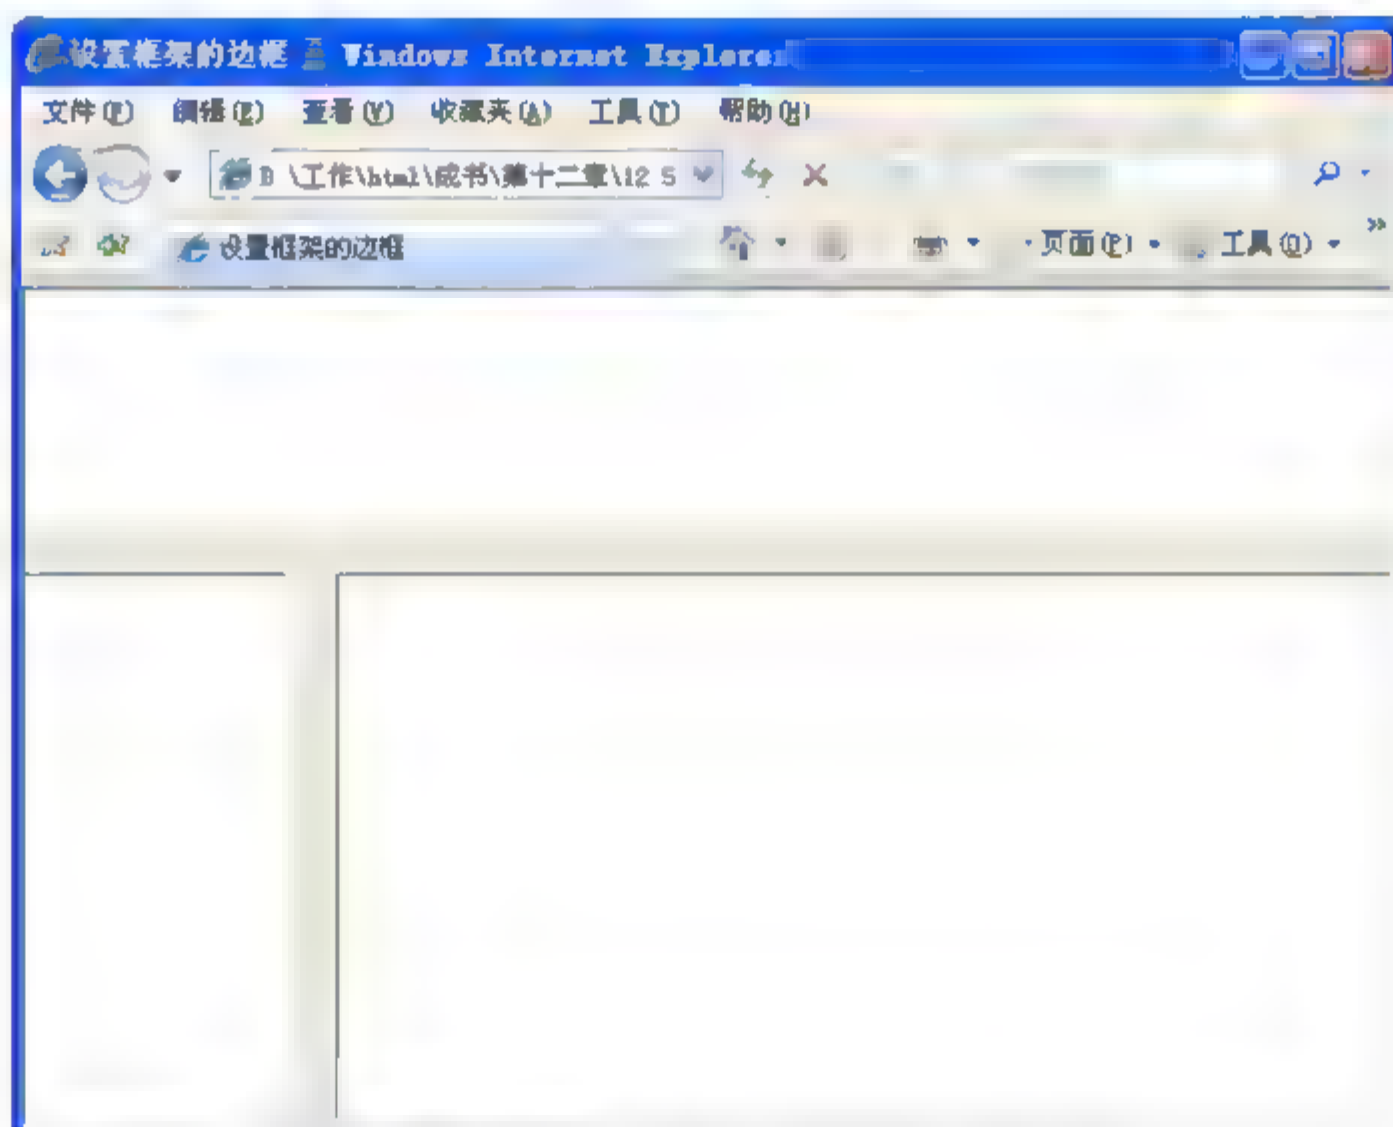 设置框架的边框 Windows Internet Explorer
文件(F) 编辑(E) 查看(V) 收藏夹(A) 工具(T) 帮助(H)
D \工作\html\成书\第十二章\12 5
设置框架的边框 页面(P) 工具(O) »